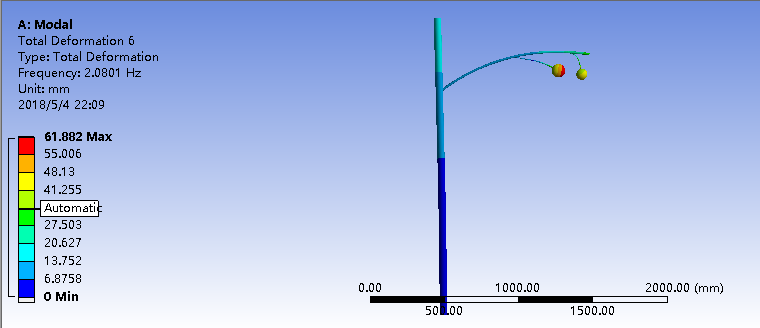 A: Modal
Total Deformation 6
Type: Total Deformation
Frequency: 2.0801 Hz
Unit: mm
2018/5/4 22:09
61.882 Max
55.006
48.13
41.255
Automatic
27.503
20.627
13.752
6.8758
0 Min
0.00 1000.00 2000.00 (mm)
1500.00